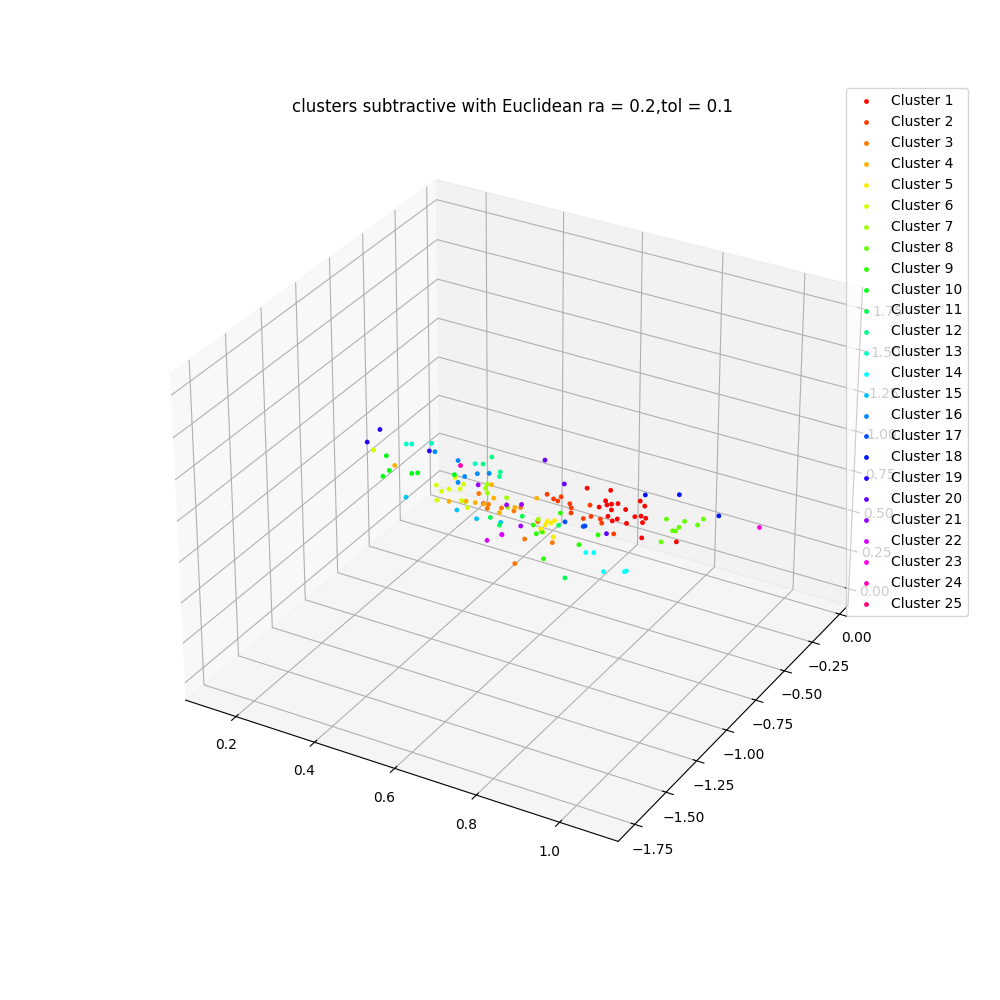 clusters subtractive with Euclidean ra = 0.2,tol = 0.1
Cluster 1
Cluster 2
Cluster 3
Cluster 4
Cluster 5
Cluster 6
Cluster 7
Cluster 8
Cluster 9
Cluster 10
Cluster 11
Cluster 12
Cluster 13
Cluster 14
Cluster 15
Cluster 16
Cluster 17
Cluster 18
Cluster 19
Cluster 20
Cluster 21
Cluster 22
Cluster 23
Cluster 24
Cluster 25
1.75
1.50
1.25
1.00
0.75
0.50
0.25
0.00
0.00
−0.25
−0.50
−0.75
−1.00
−1.25
−1.50
−1.75
0.2
0.4
0.6
0.8
1.0